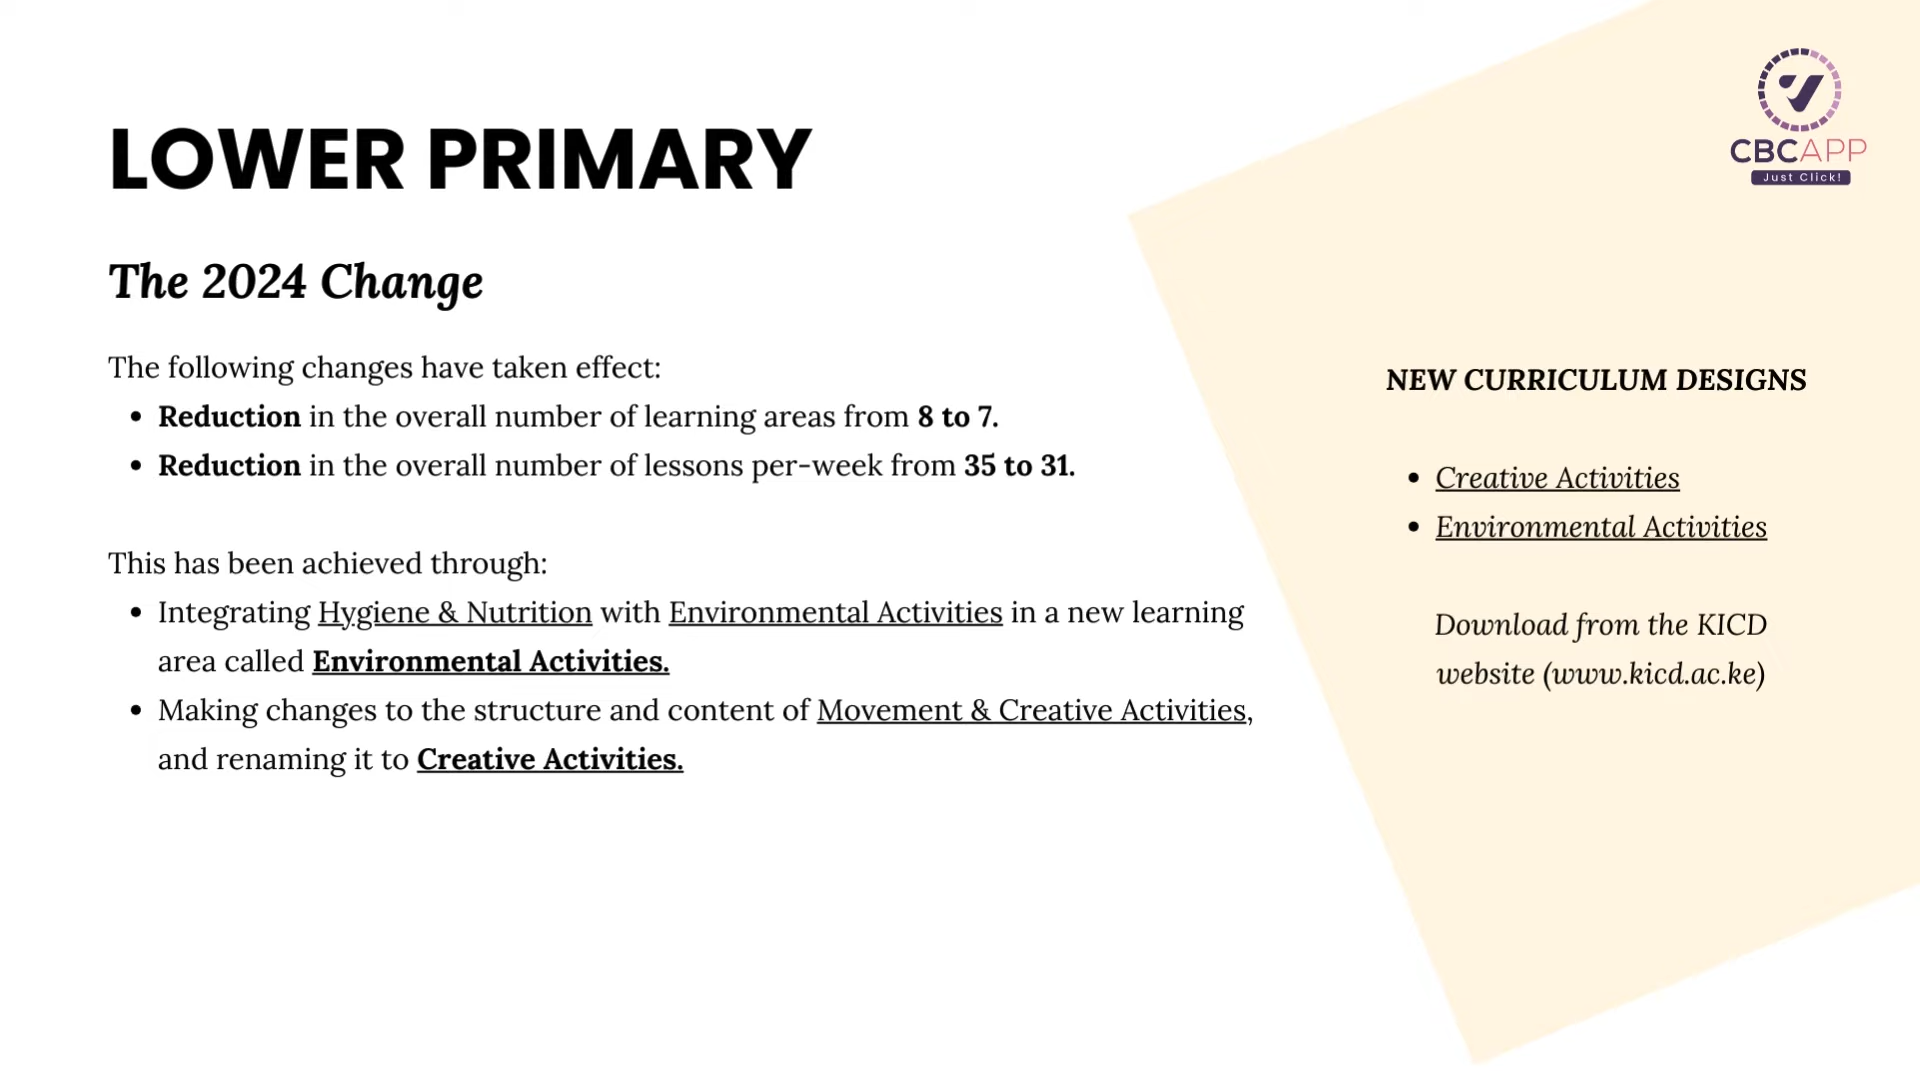 LOWER PRIMARY
The 2024 Change
The following changes have taken effect:
• Reduction in the overall number of learning areas from 8 to 7.
• Reduction in the overall number of lessons per-week from 35 to 31.
This has been achieved through:
• Integrating Hygiene & Nutrition with Environmental Activities in a new learning
area called Environmental Activities.
• Making changes to the structure and content of Movement & Creative Activities,
and renaming it to Creative Activities.
CBCAPP
Just Click!
NEW CURRICULUM DESIGNS
• Creative Activities
• Environmental Activities
Download from the KICD
website (www.kicd.ac.ke)